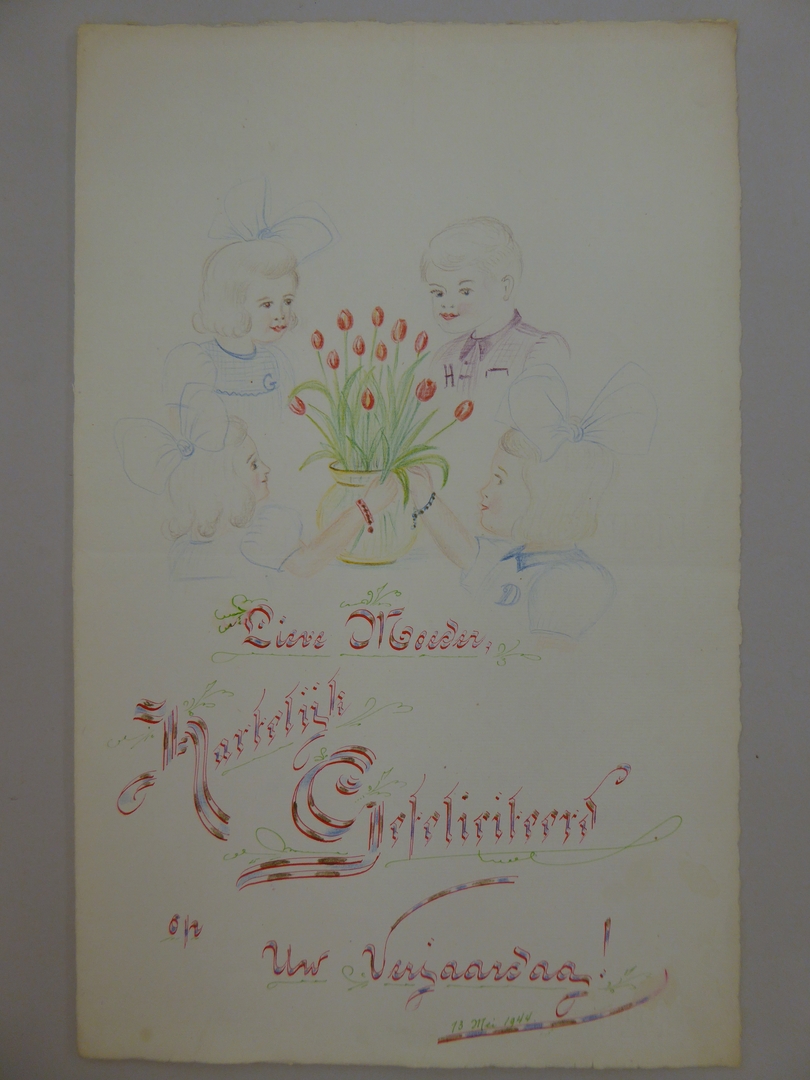 G
H
D
Lieve Moeder,
Hartelijk
Gefeliciteerd
op
Uw Verjaardag!
13 Mei 1944